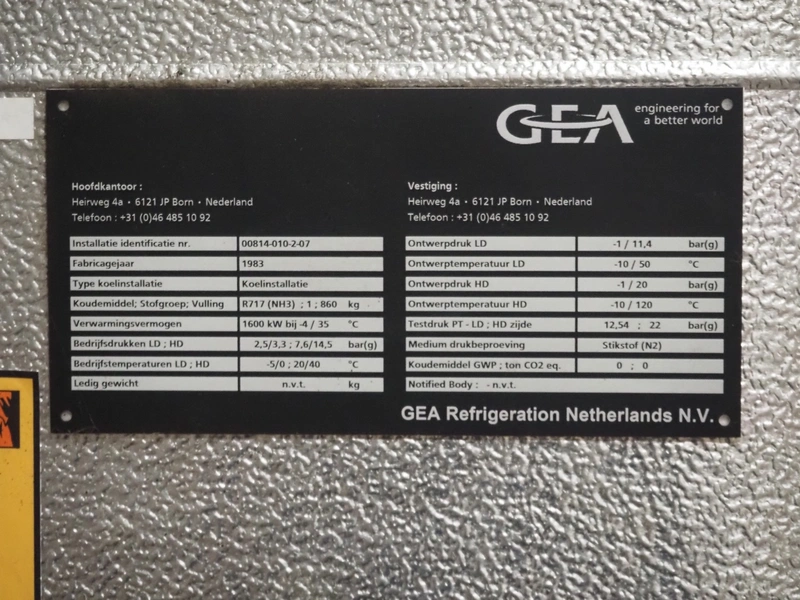 GEA engineering for
a better world
Hoofdkantoor :
Heirweg 4a • 6121 JP Born • Nederland
Telefoon : +31 (0)46 485 10 92
Installatie identificatie nr. 00814-010-2-07
Fabricagejaar 1983
Type koelinstallatie Koelinstallatie
Koudemiddel; Stofgroep; Vulling R717 (NH3) ; 1 ; 860 kg
Verwarmingsvermogen 1600 kW bij -4 / 35 °C
Bedrijfsdrukken LD ; HD 2,5/3,3 ; 7,6/14,5 bar(g)
Bedrijfstemperaturen LD ; HD -5/0 ; 20/40 °C
Ledig gewicht n.v.t. kg
Vestiging :
Heirweg 4a • 6121 JP Born • Nederland
Telefoon : +31 (0)46 485 10 92
Ontwerpdruk LD -1 / 11,4 bar(g)
Ontwerptemperatuur LD -10 / 50 °C
Ontwerpdruk HD -1 / 20 bar(g)
Ontwerptemperatuur HD -10 / 120 °C
Testdruk PT - LD ; HD zijde 12,54 ; 22 bar(g)
Medium drukbeproeving Stikstof (N2)
Koudemiddel GWP ; ton CO2 eq. 0 ; 0
Notified Body : - n.v.t.
GEA Refrigeration Netherlands N.V.